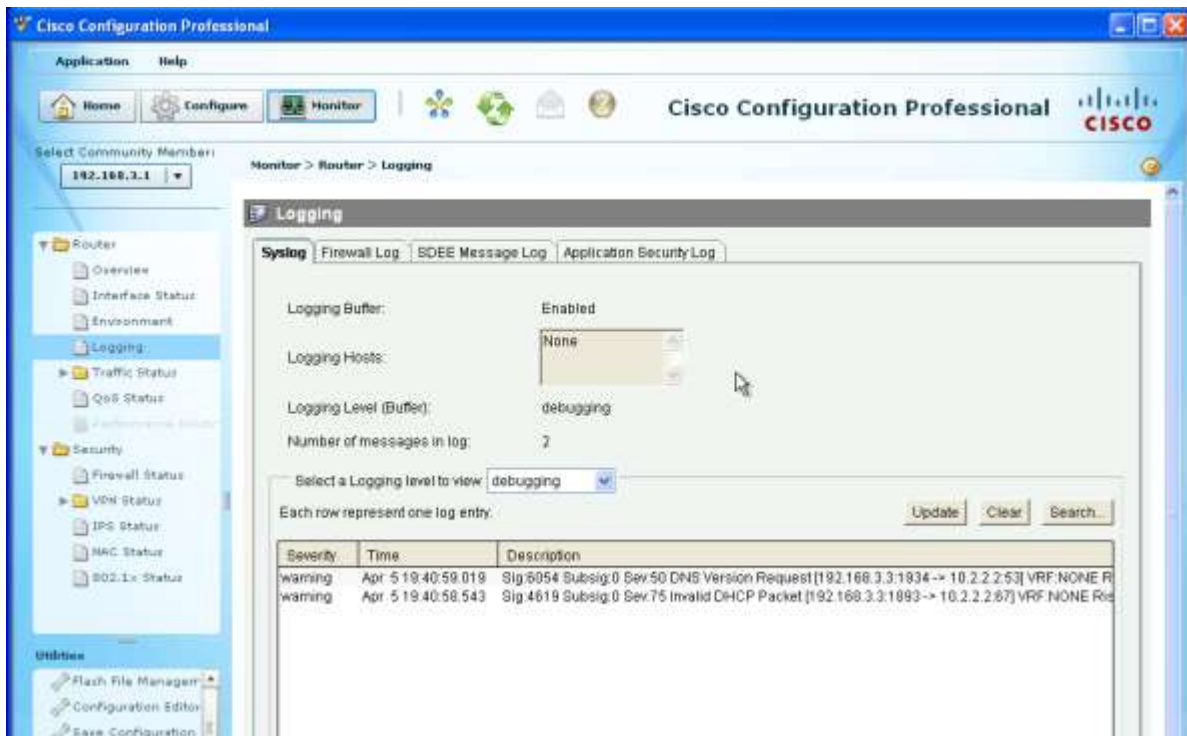 Cisco Configuration Professional
Application Help
Home Configure Monitor Cisco Configuration Professional CISCO
Select Community Member:
192.168.3.1
Monitor > Router > Logging
Logging
Router
Overview
Interface Status
Environment
Logging
Traffic Status
QoS Status
Security
Firewall Status
VPN Status
IPS Status
NAC Status
802.1x Status
Utilities
Flash File Managem
Configuration Editor
Save Configuration
Syslog Firewall Log SDEE Message Log Application Security Log
Logging Buffer: Enabled
Logging Hosts: None
Logging Level (Buffer): debugging
Number of messages in log: 2
Select a Logging level to view: debugging
Each row represent one log entry. Update Clear Search...
Severity Time Description
warning Apr 5 19:40:59.019 Sig:6054 Subsig:0 Sev:50 DNS Version Request [192.168.3.3:1934 -> 10.2.2.2:53] VRF:NONE R
warning Apr 5 19:40:58.543 Sig:4619 Subsig:0 Sev:75 Invalid DHCP Packet [192.168.3.3:1893 -> 10.2.2.2:67] VRF:NONE Ris